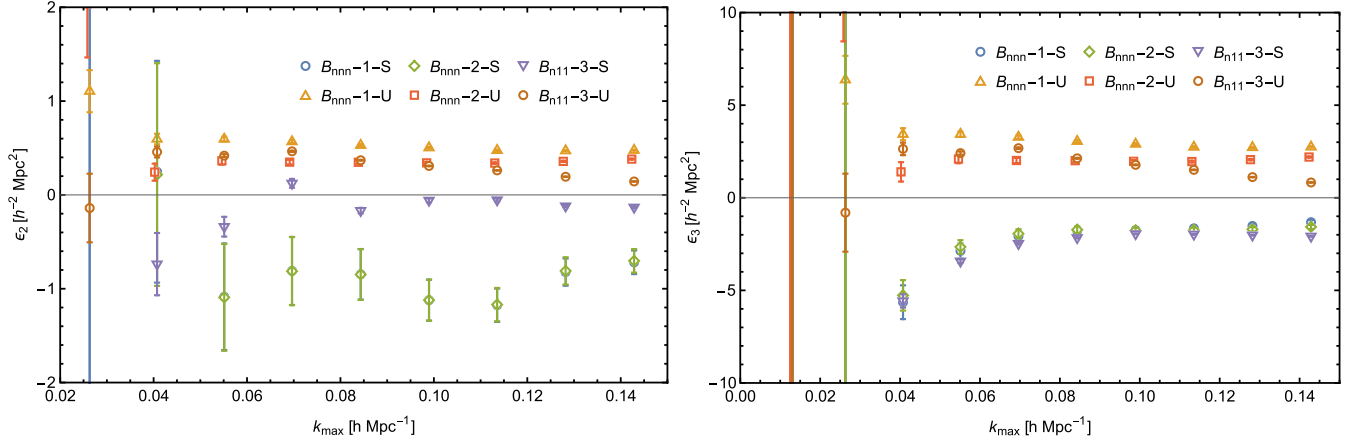 ε2 [h⁻² Mpc²]
2
1
0
−1
−2
Bnnn−1−S Bnnn−2−S Bn11−3−S
Bnnn−1−U Bnnn−2−U Bn11−3−U
0.02 0.04 0.06 0.08 0.10 0.12 0.14
kmax [h Mpc⁻¹]
ε3 [h⁻² Mpc²]
10
5
0
−5
−10
Bnnn−1−S Bnnn−2−S Bn11−3−S
Bnnn−1−U Bnnn−2−U Bn11−3−U
0.00 0.02 0.04 0.06 0.08 0.10 0.12 0.14
kmax [h Mpc⁻¹]